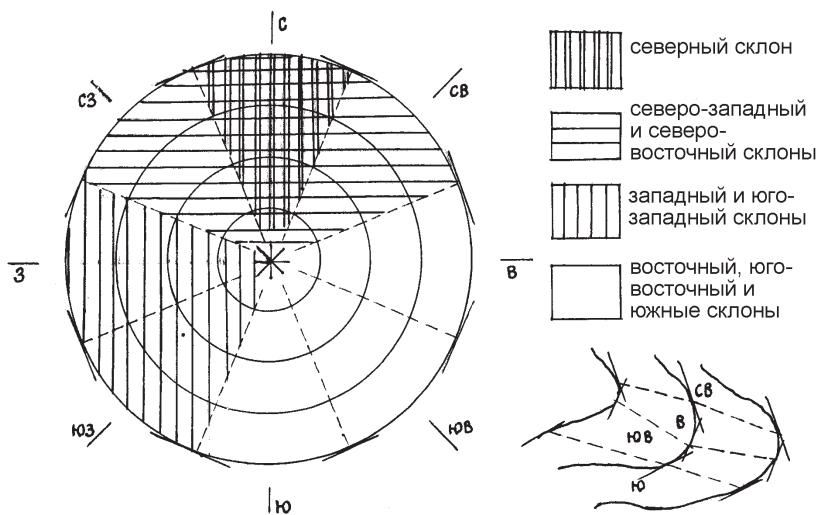 С
СЗ
СВ
З
В
ЮЗ
ЮВ
Ю
северный склон
северо-западный
и северо-
восточный склоны
западный и юго-
западный склоны
восточный, юго-
восточный и
южные склоны
СВ
В
ЮВ
Ю